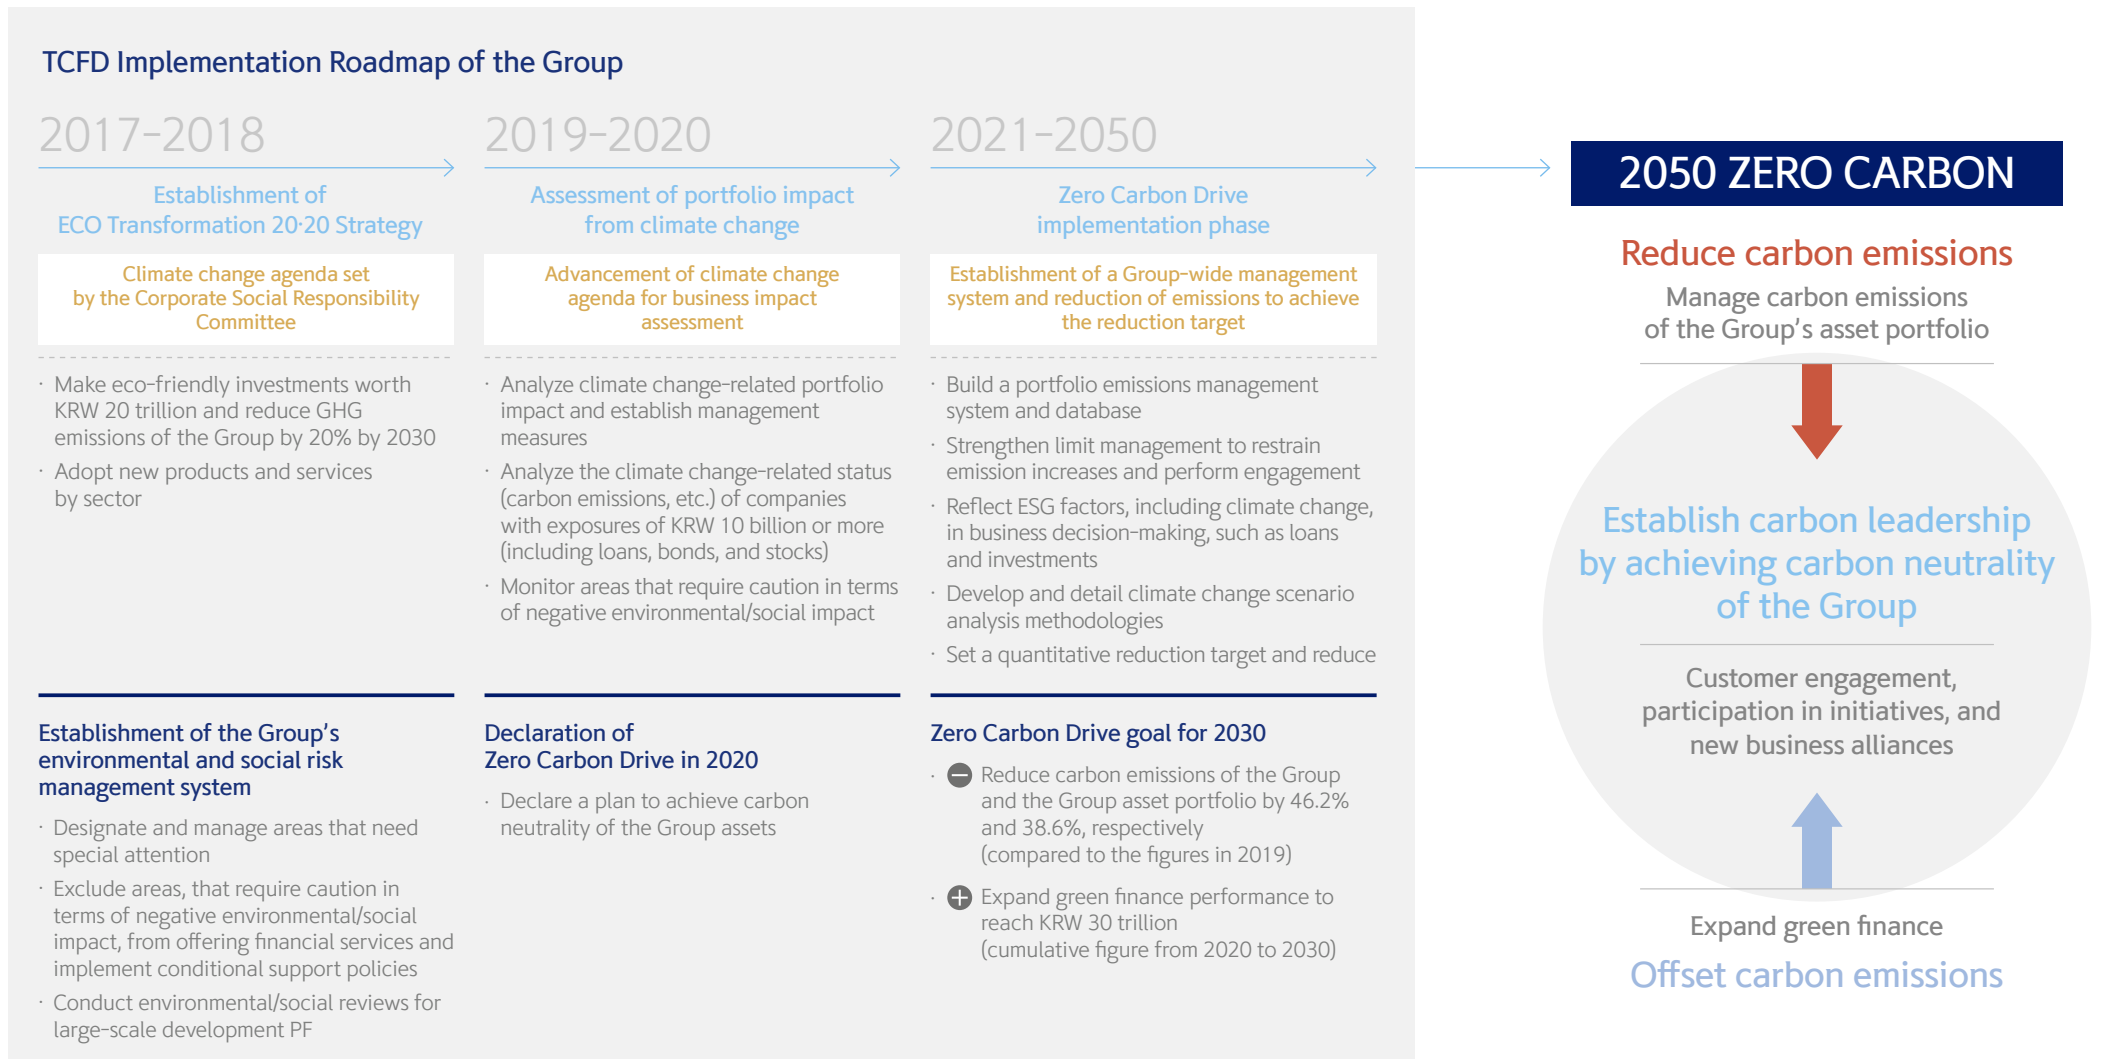 TCFD Implementation Roadmap of the Group
2017–2018
Establishment of
ECO Transformation 20·20 Strategy
Climate change agenda set
by the Corporate Social Responsibility
Committee
· Make eco-friendly investments worth
KRW 20 trillion and reduce GHG
emissions of the Group by 20% by 2030
· Adopt new products and services
by sector
Establishment of the Group's
environmental and social risk
management system
· Designate and manage areas that need
special attention
· Exclude areas, that require caution in
terms of negative environmental/social
impact, from offering financial services and
implement conditional support policies
· Conduct environmental/social reviews for
large-scale development PF
2019–2020
Assessment of portfolio impact
from climate change
Advancement of climate change
agenda for business impact
assessment
· Analyze climate change-related portfolio
impact and establish management
measures
· Analyze the climate change-related status
(carbon emissions, etc.) of companies
with exposures of KRW 10 billion or more
(including loans, bonds, and stocks)
· Monitor areas that require caution in terms
of negative environmental/social impact
Declaration of
Zero Carbon Drive in 2020
· Declare a plan to achieve carbon
neutrality of the Group assets
2021–2050
Zero Carbon Drive
implementation phase
Establishment of a Group-wide management
system and reduction of emissions to achieve
the reduction target
· Build a portfolio emissions management
system and database
· Strengthen limit management to restrain
emission increases and perform engagement
· Reflect ESG factors, including climate change,
in business decision-making, such as loans
and investments
· Develop and detail climate change scenario
analysis methodologies
· Set a quantitative reduction target and reduce
Zero Carbon Drive goal for 2030
· − Reduce carbon emissions of the Group
and the Group asset portfolio by 46.2%
and 38.6%, respectively
(compared to the figures in 2019)
· + Expand green finance performance to
reach KRW 30 trillion
(cumulative figure from 2020 to 2030)
2050 ZERO CARBON
Reduce carbon emissions
Manage carbon emissions
of the Group's asset portfolio
Establish carbon leadership
by achieving carbon neutrality
of the Group
Customer engagement,
participation in initiatives, and
new business alliances
Expand green finance
Offset carbon emissions